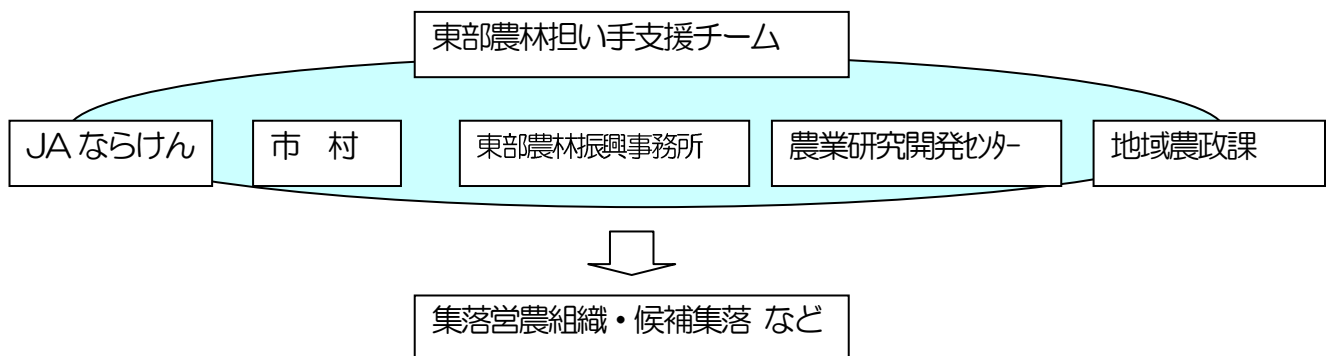 東部農林担い手支援チーム
JAならけん
市　村
東部農林振興事務所
農業研究開発ｾﾝﾀｰ
地域農政課
集落営農組織・候補集落 など